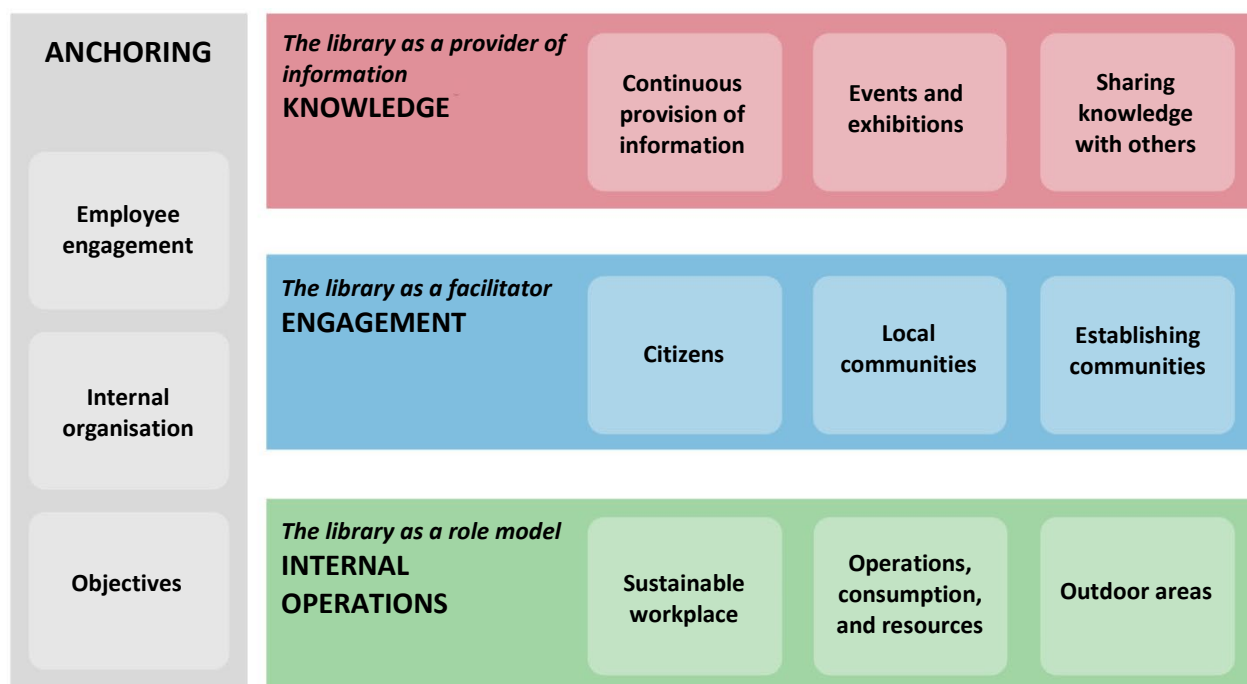 ANCHORING
Employee
engagement
Internal
organisation
Objectives
The library as a provider of
information
KNOWLEDGE
Continuous
provision of
information
Events and
exhibitions
Sharing
knowledge
with others
The library as a facilitator
ENGAGEMENT
Citizens
Local
communities
Establishing
communities
The library as a role model
INTERNAL
OPERATIONS
Sustainable
workplace
Operations,
consumption,
and resources
Outdoor areas